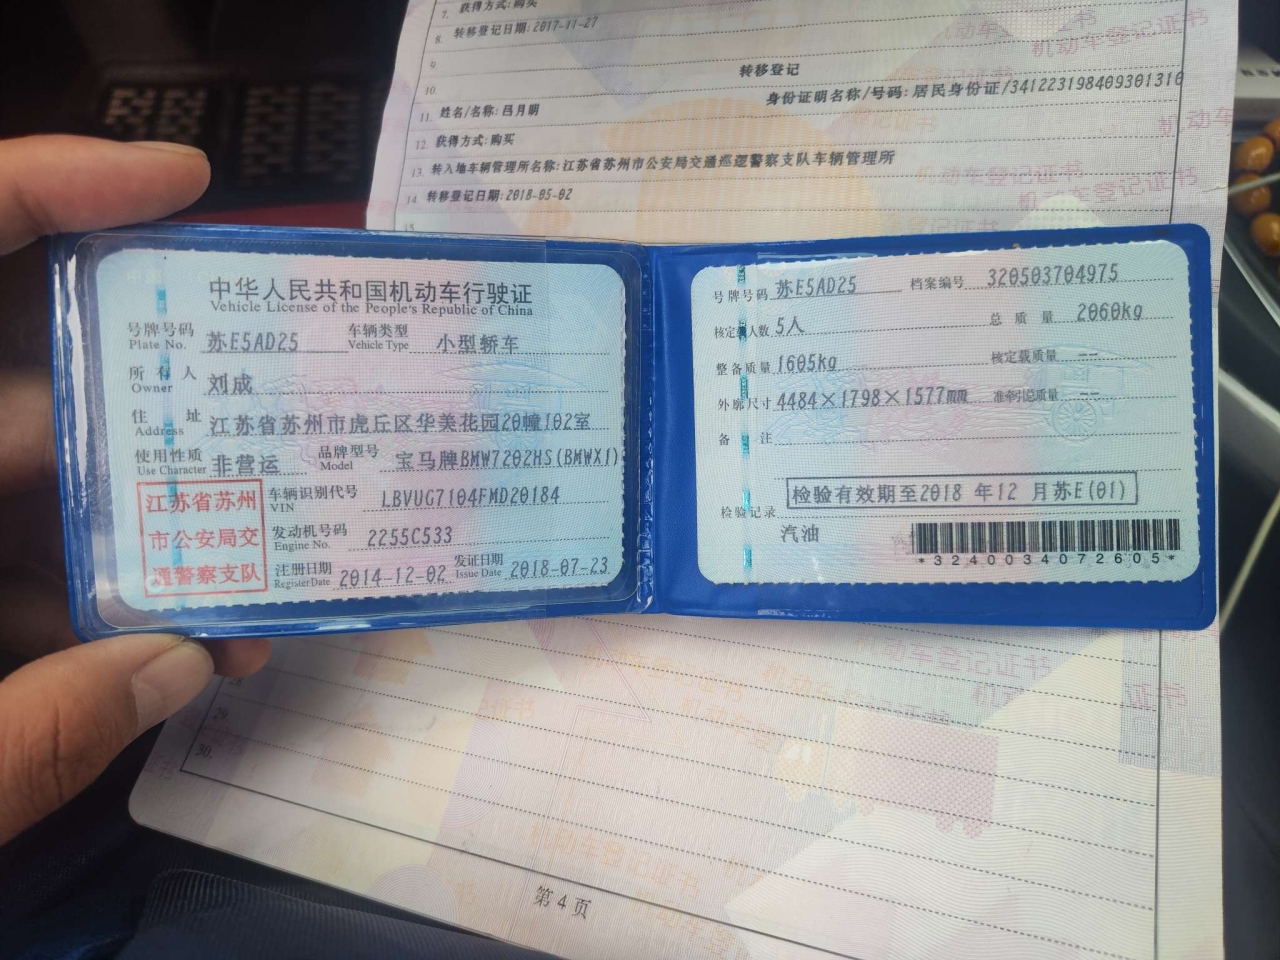 7. 获得方式: 购买
8. 转移登记日期: 2017-11-27
9.
转移登记
10. 身份证明名称/号码: 居民身份证/341223198409301310
11. 姓名/名称: 吕月朋
12. 获得方式: 购买
13. 转入地车辆管理所名称: 江苏省苏州市公安局交通巡逻警察支队车辆管理所
14 转移登记日期: 2018-05-02
15
中华人民共和国机动车行驶证
Vehicle License of the People's Republic of China
号牌号码 苏E5AD25 车辆类型 小型轿车
Plate No. Vehicle Type
所有人 刘成
Owner
住址 江苏省苏州市虎丘区华美花园20幢102室
Address
使用性质 非营运 品牌型号 宝马牌BMW7202HS(BMWX1)
Use Character Model
江苏省苏州
市公安局交
通警察支队
车辆识别代号 LBVUG7104FMD20184
VIN
发动机号码 2255C533
Engine No.
注册日期 2014-12-02 发证日期 2018-07-23
Register Date Issue Date
号牌号码 苏E5AD25 档案编号 320503704975
核定载人数 5人 总质量 2060kg
整备质量 1605kg 核定载质量 --
外廓尺寸 4484×1798×1577mm 准牵引总质量 --
备注
检验有效期至2018 年12 月苏E(01)
检验记录
汽油
*3240034072605*
28.
29.
30.
第 4 页
机动车登记证书